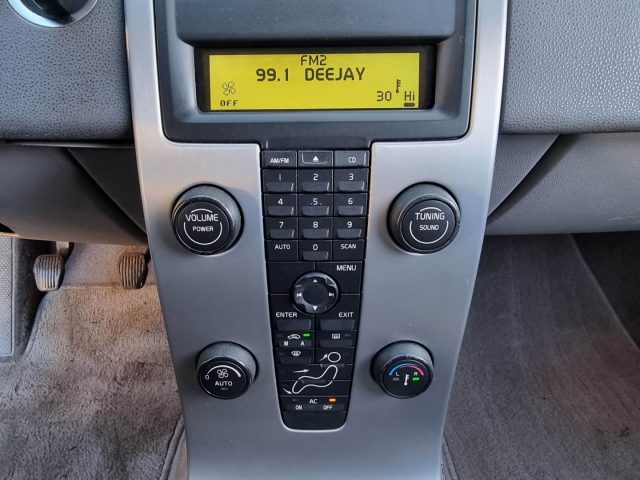 FM2
99.1 DEEJAY
OFF
30 Hi
AM/FM CD
1 2 3
4 .5. 6
7 8 9
AUTO 0 SCAN
VOLUME
POWER
TUNING
SOUND
MENU
ENTER EXIT
M A
0 AUTO
L R
AC
ON OFF